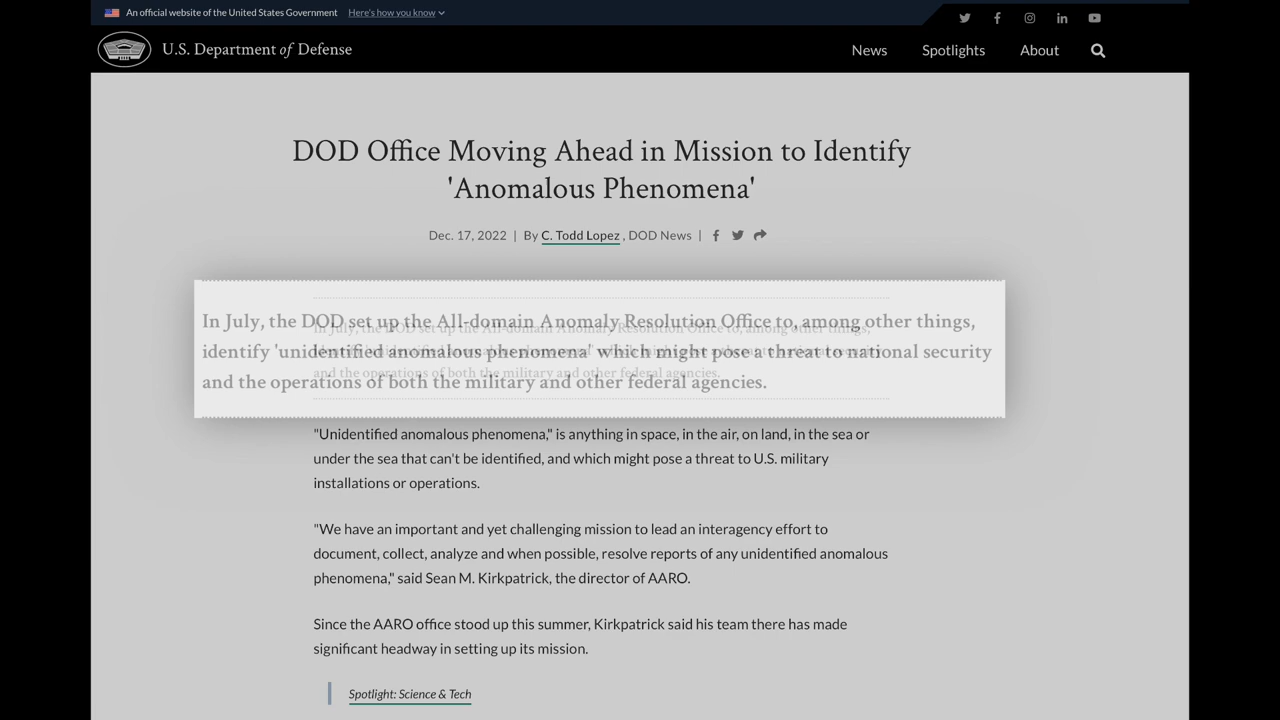 An official website of the United States Government Here's how you know
U.S. Department of Defense
News Spotlights About
DOD Office Moving Ahead in Mission to Identify
'Anomalous Phenomena'
Dec. 17, 2022 | By C. Todd Lopez , DOD News |
In July, the DOD set up the All-domain Anomaly Resolution Office to, among other things,
identify 'unidentified anomalous phenomena' which might pose a threat to national security
and the operations of both the military and other federal agencies.
"Unidentified anomalous phenomena," is anything in space, in the air, on land, in the sea or
under the sea that can't be identified, and which might pose a threat to U.S. military
installations or operations.
"We have an important and yet challenging mission to lead an interagency effort to
document, collect, analyze and when possible, resolve reports of any unidentified anomalous
phenomena," said Sean M. Kirkpatrick, the director of AARO.
Since the AARO office stood up this summer, Kirkpatrick said his team there has made
significant headway in setting up its mission.
Spotlight: Science & Tech